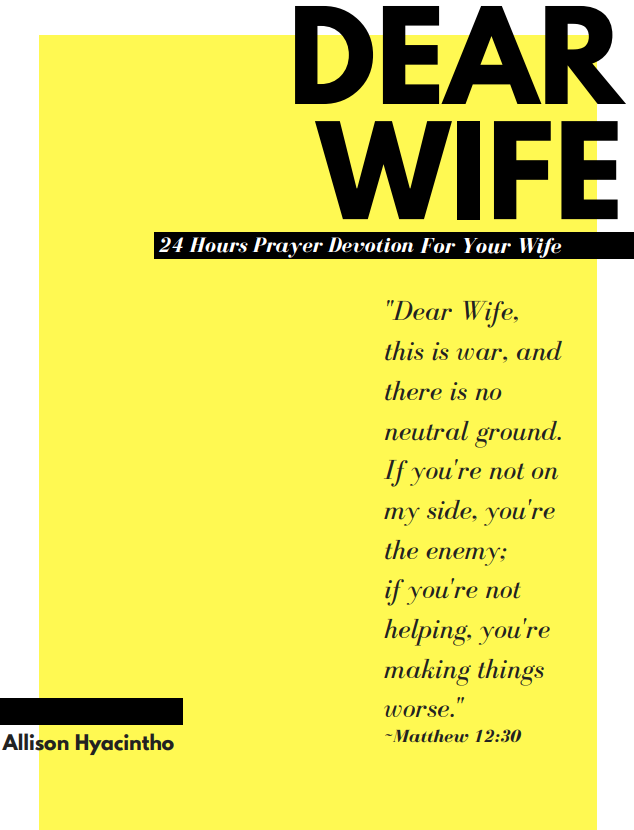 DEAR
WIFE
24 Hours Prayer Devotion For Your Wife
"Dear Wife,
this is war, and
there is no
neutral ground.
If you're not on
my side, you're
the enemy;
if you're not
helping, you're
making things
worse."
~Matthew 12:30
Allison Hyacintho